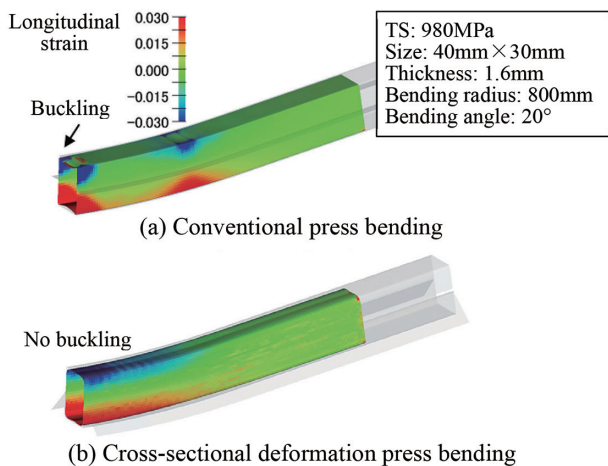 Longitudinal
strain
0.030
0.015
0.000
−0.015
−0.030
TS: 980MPa
Size: 40mm×30mm
Thickness: 1.6mm
Bending radius: 800mm
Bending angle: 20°
Buckling
(a) Conventional press bending
No buckling
(b) Cross-sectional deformation press bending